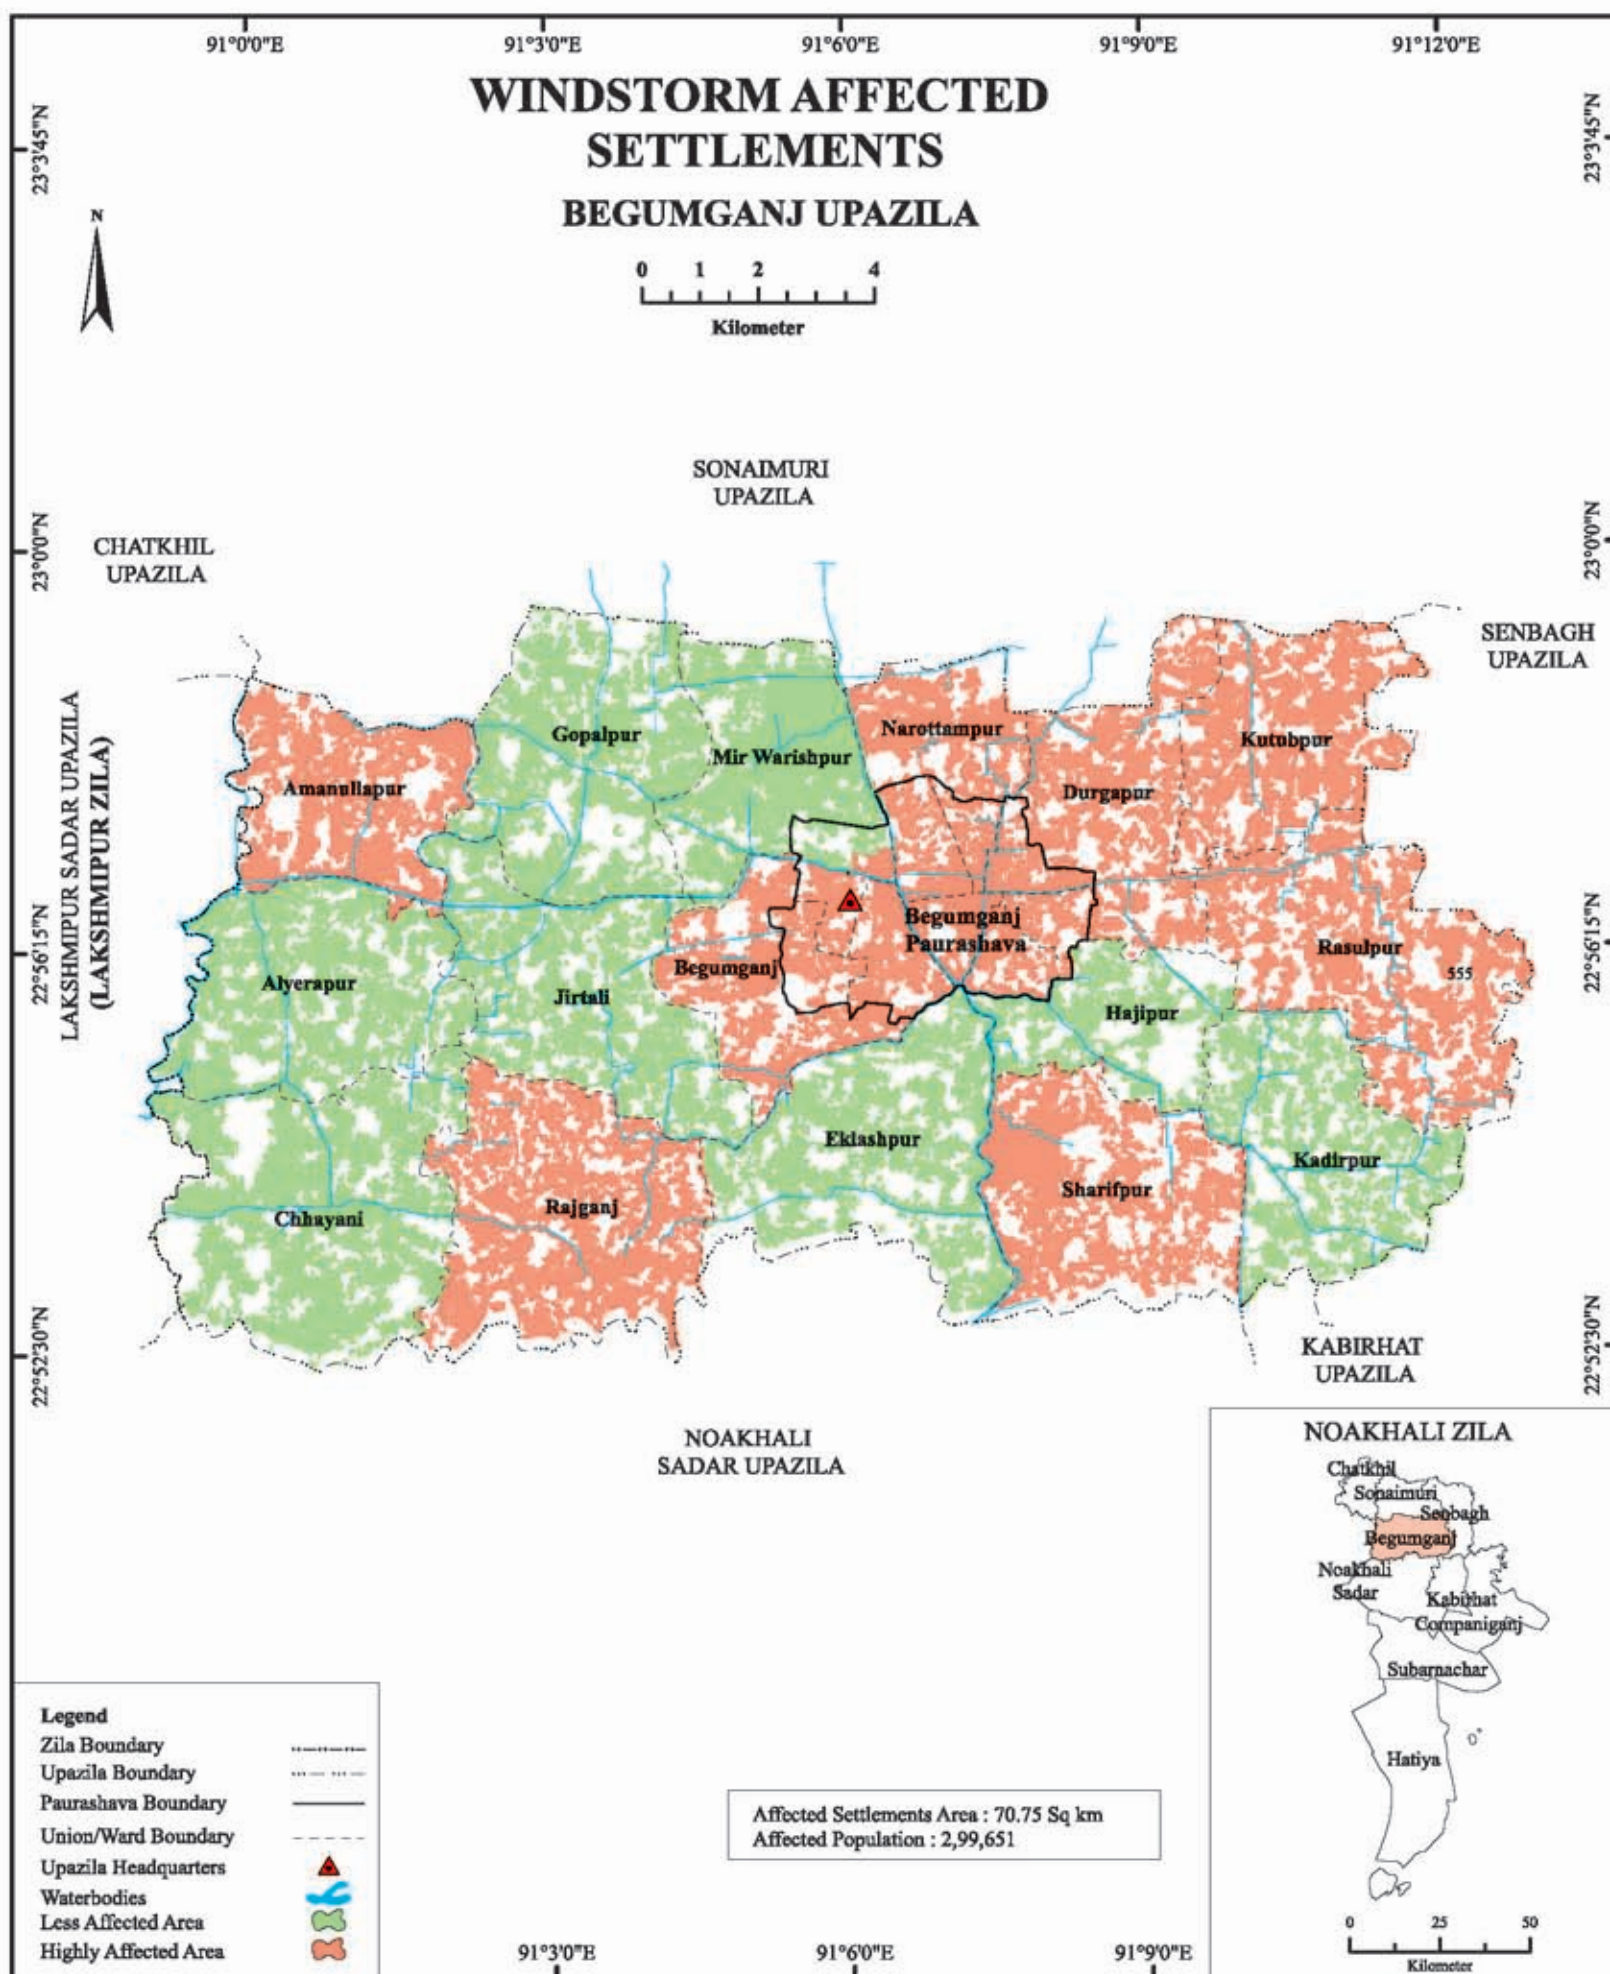 91°0'0"E
91°3'0"E
91°6'0"E
91°9'0"E
91°12'0"E
WINDSTORM AFFECTED
SETTLEMENTS
BEGUMGANJ UPAZILA
23°3'45"N
23°3'45"N
N
0 1 2 4
Kilometer
SONAIMURI
UPAZILA
CHATKHIL
UPAZILA
23°0'0"N
23°0'0"N
SENBAGH
UPAZILA
LAKSHMIPUR SADAR UPAZILA
(LAKSHMIPUR ZILA)
Gopalpur
Mir Warishpur
Narottampur
Kutubpur
Amanullapur
Durgapur
Begumganj
Paurashava
Rasulpur
555
22°56'15"N
22°56'15"N
Begumganj
Alyerapur
Jirtali
Hajipur
Eklashpur
Kadirpur
Sharifpur
Rajganj
Chhayani
22°52'30"N
22°52'30"N
KABIRHAT
UPAZILA
NOAKHALI
SADAR UPAZILA
NOAKHALI ZILA
Chatkhil
Sonaimuri
Senbagh
Begumganj
Noakhali
Sadar
Kabirhat
Companiganj
Subarnachar
Hatiya
0 25 50
Kilometer
Legend
Zila Boundary
Upazila Boundary
Paurashava Boundary
Union/Ward Boundary
Upazila Headquarters
Waterbodies
Less Affected Area
Highly Affected Area
Affected Settlements Area : 70.75 Sq km
Affected Population : 2,99,651
91°3'0"E
91°6'0"E
91°9'0"E